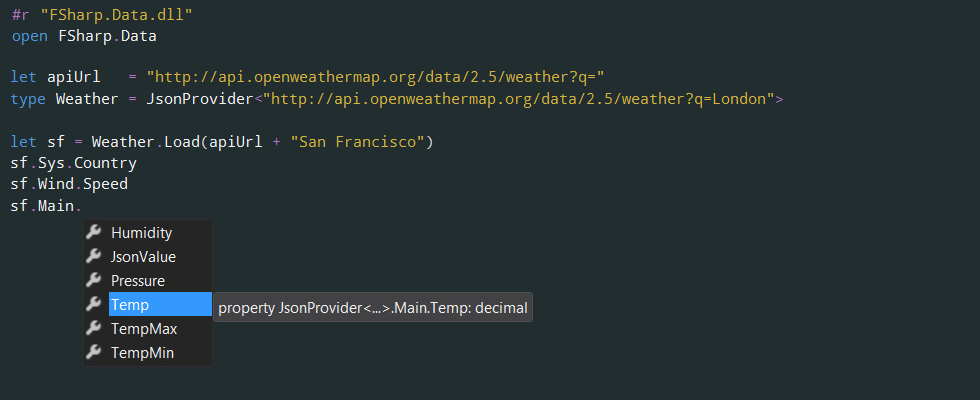 #r "FSharp.Data.dll"
open FSharp.Data
let apiUrl   = "http://api.openweathermap.org/data/2.5/weather?q="
type Weather = JsonProvider<"http://api.openweathermap.org/data/2.5/weather?q=London">
let sf = Weather.Load(apiUrl + "San Francisco")
sf.Sys.Country
sf.Wind.Speed
sf.Main.
Humidity
JsonValue
Pressure
Temp
property JsonProvider<...>.Main.Temp: decimal
TempMax
TempMin